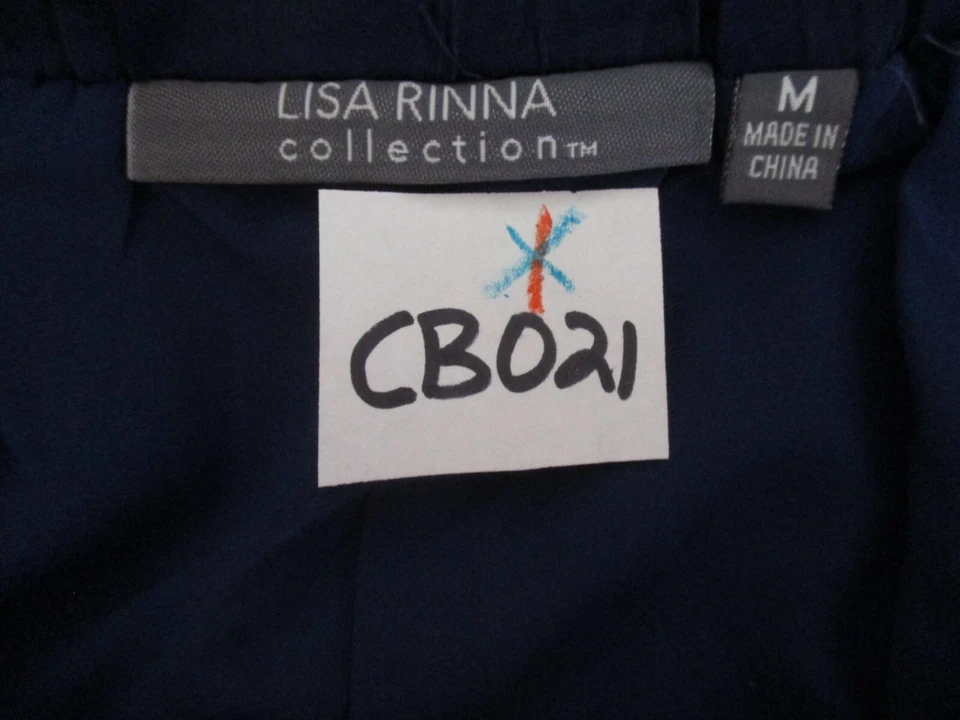 LISA RINNA
collection™
M
MADE IN
CHINA
CB021